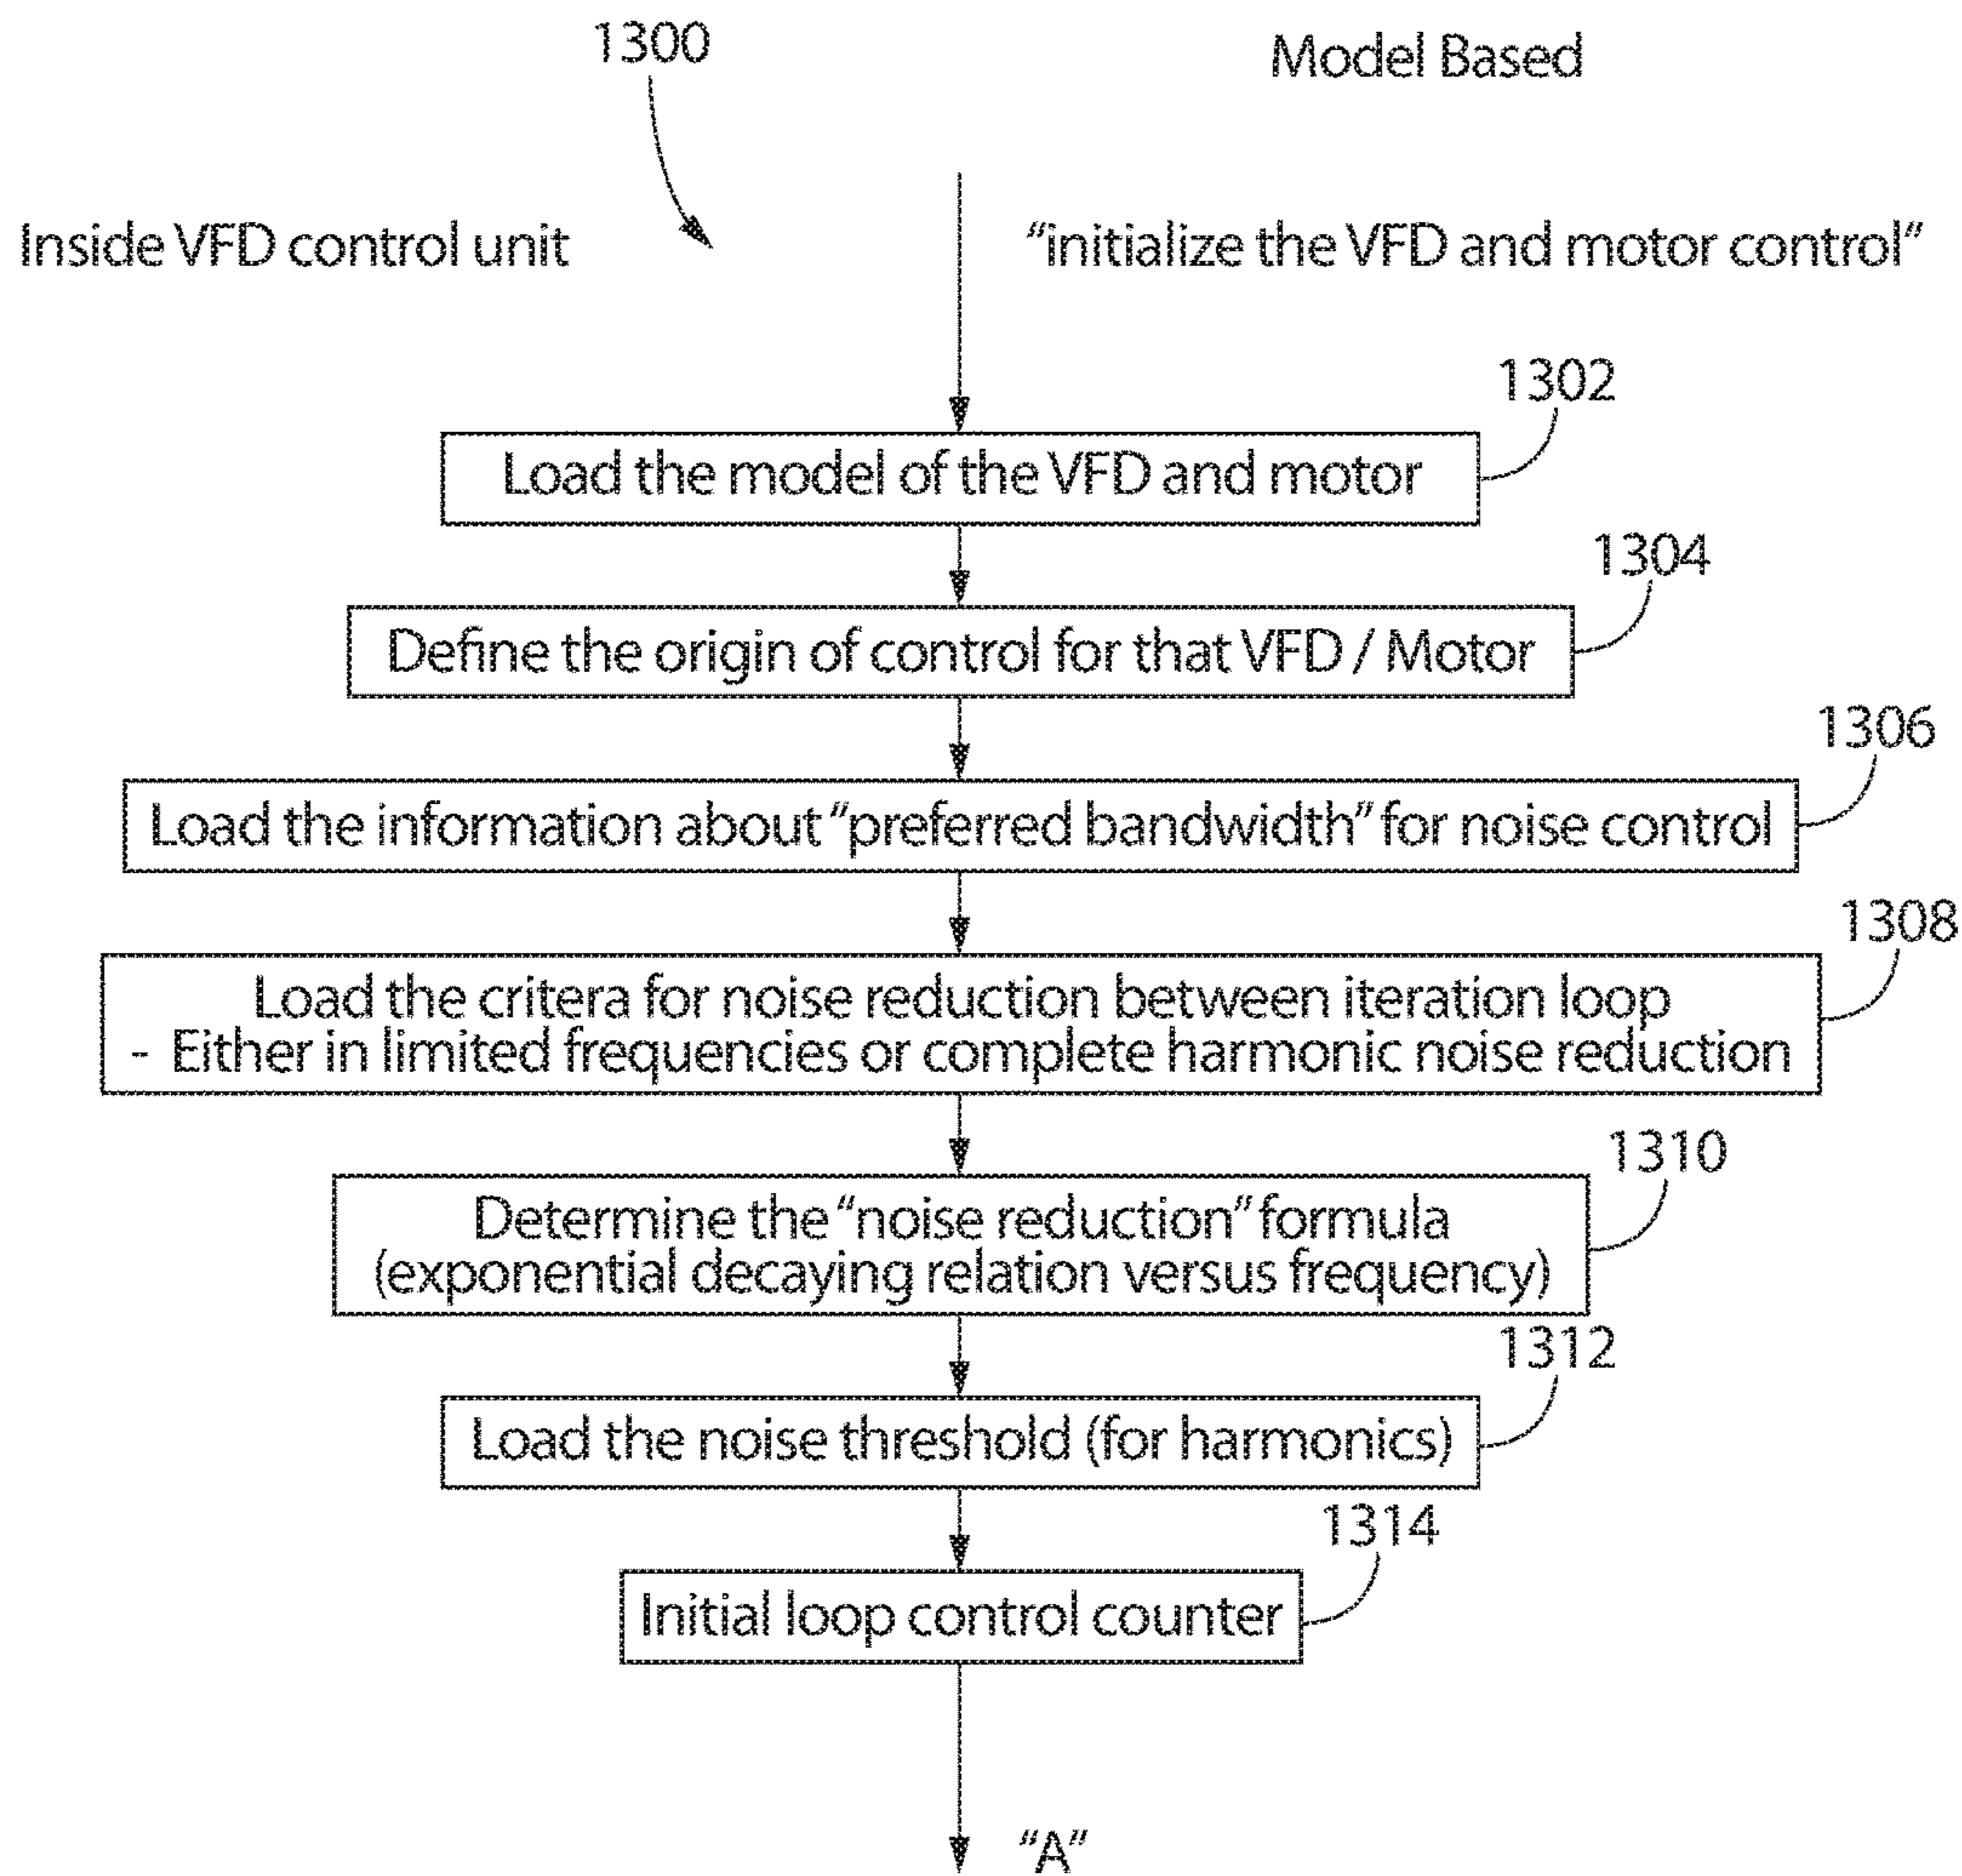 1300
Model Based
Inside VFD control unit
“initialize the VFD and motor control”
1302
Load the model of the VFD and motor
1304
Define the origin of control for that VFD / Motor
1306
Load the information about “preferred bandwidth” for noise control
1308
Load the critera for noise reduction between iteration loop
- Either in limited frequencies or complete harmonic noise reduction
1310
Determine the “noise reduction” formula
(exponential decaying relation versus frequency)
1312
Load the noise threshold (for harmonics)
1314
Initial loop control counter
“A”